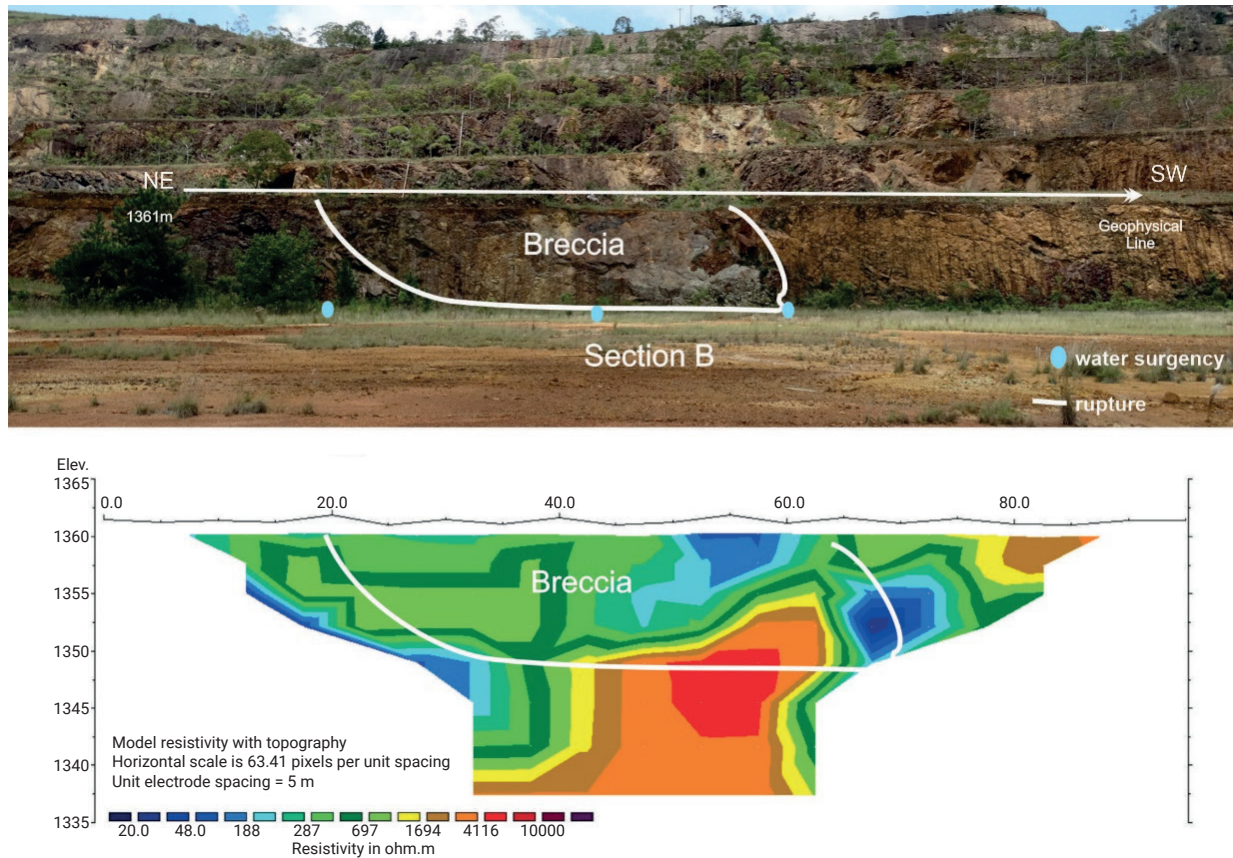 NE
SW
1361m
Geophysical
Line
Breccia
Section B
water surgency
rupture
Elev.
1365
0.0 20.0 40.0 60.0 80.0
1360
Breccia
1355
1350
1345
Model resistivity with topography
Horizontal scale is 63.41 pixels per unit spacing
1340
Unit electrode spacing = 5 m
1335
20.0 48.0 188 287 697 1694 4116 10000
Resistivity in ohm.m